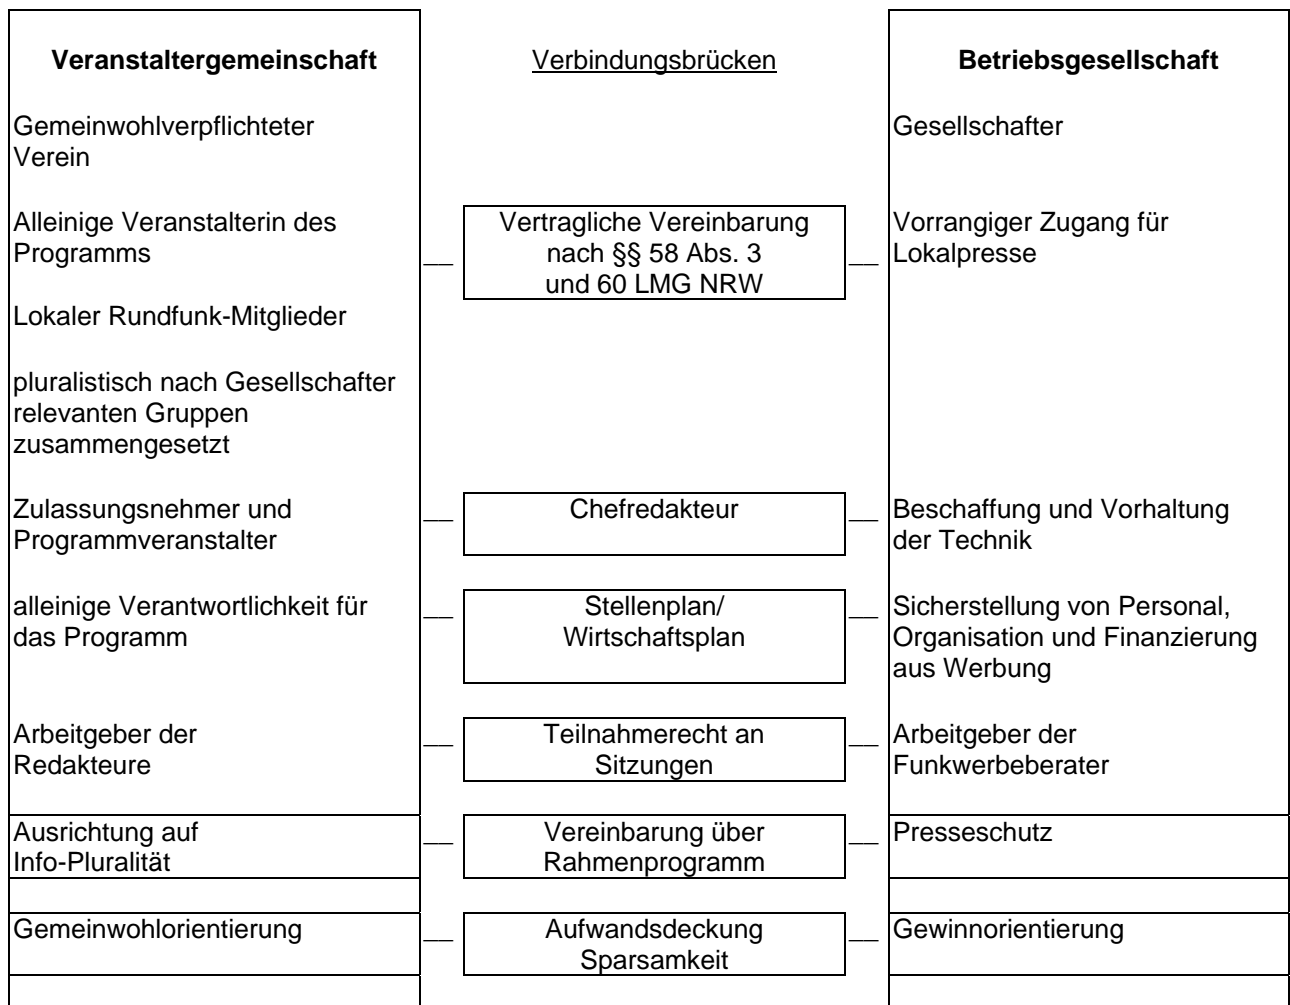 Veranstaltergemeinschaft
Verbindungsbrücken
Betriebsgesellschaft
Gemeinwohlverpflichteter
Verein
Gesellschafter
Alleinige Veranstalterin des
Programms
Vertragliche Vereinbarung
nach §§ 58 Abs. 3
und 60 LMG NRW
Vorrangiger Zugang für
Lokalpresse
Lokaler Rundfunk-Mitglieder
pluralistisch nach Gesellschafter
relevanten Gruppen
zusammengesetzt
Zulassungsnehmer und
Programmveranstalter
Chefredakteur
Beschaffung und Vorhaltung
der Technik
alleinige Verantwortlichkeit für
das Programm
Stellenplan/
Wirtschaftsplan
Sicherstellung von Personal,
Organisation und Finanzierung
aus Werbung
Arbeitgeber der
Redakteure
Teilnahmerecht an
Sitzungen
Arbeitgeber der
Funkwerbeberater
Ausrichtung auf
Info-Pluralität
Vereinbarung über
Rahmenprogramm
Presseschutz
Gemeinwohlorientierung
Aufwandsdeckung
Sparsamkeit
Gewinnorientierung